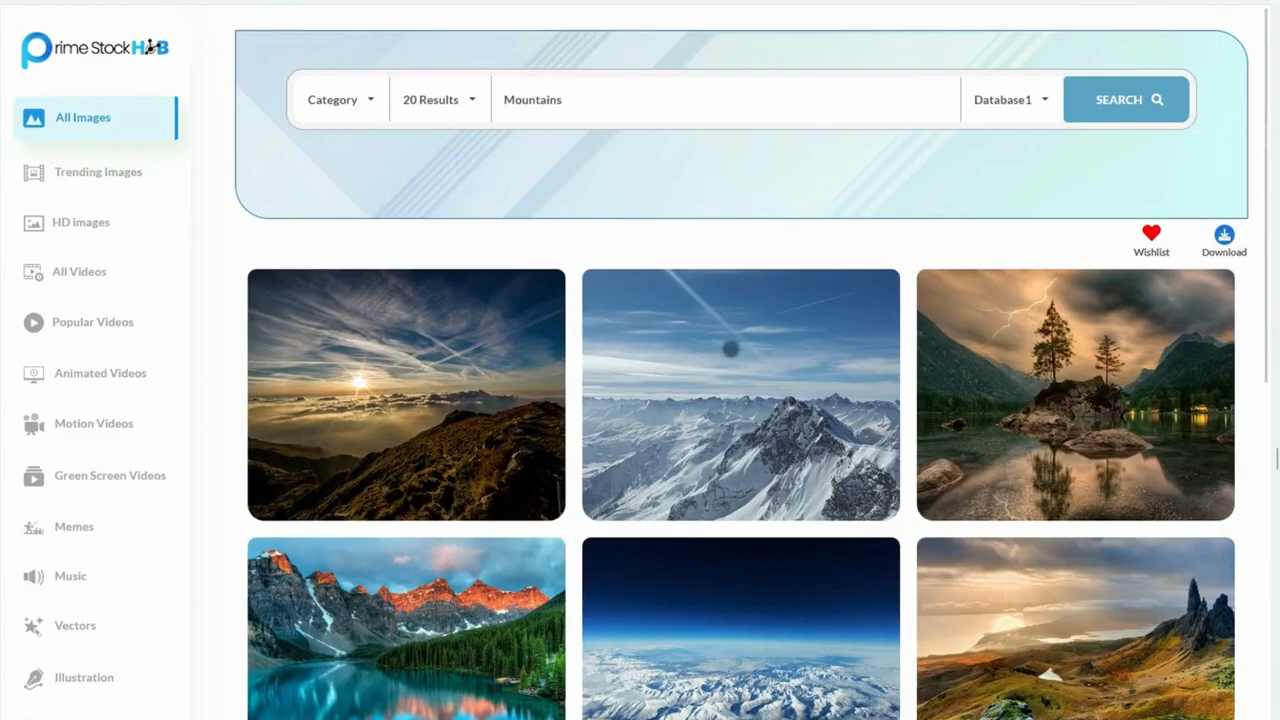 Prime Stock HUB
Category
20 Results
Mountains
Database1
SEARCH
All Images
Trending Images
HD images
All Videos
Popular Videos
Animated Videos
Motion Videos
Green Screen Videos
Memes
Music
Vectors
Illustration
Wishlist
Download